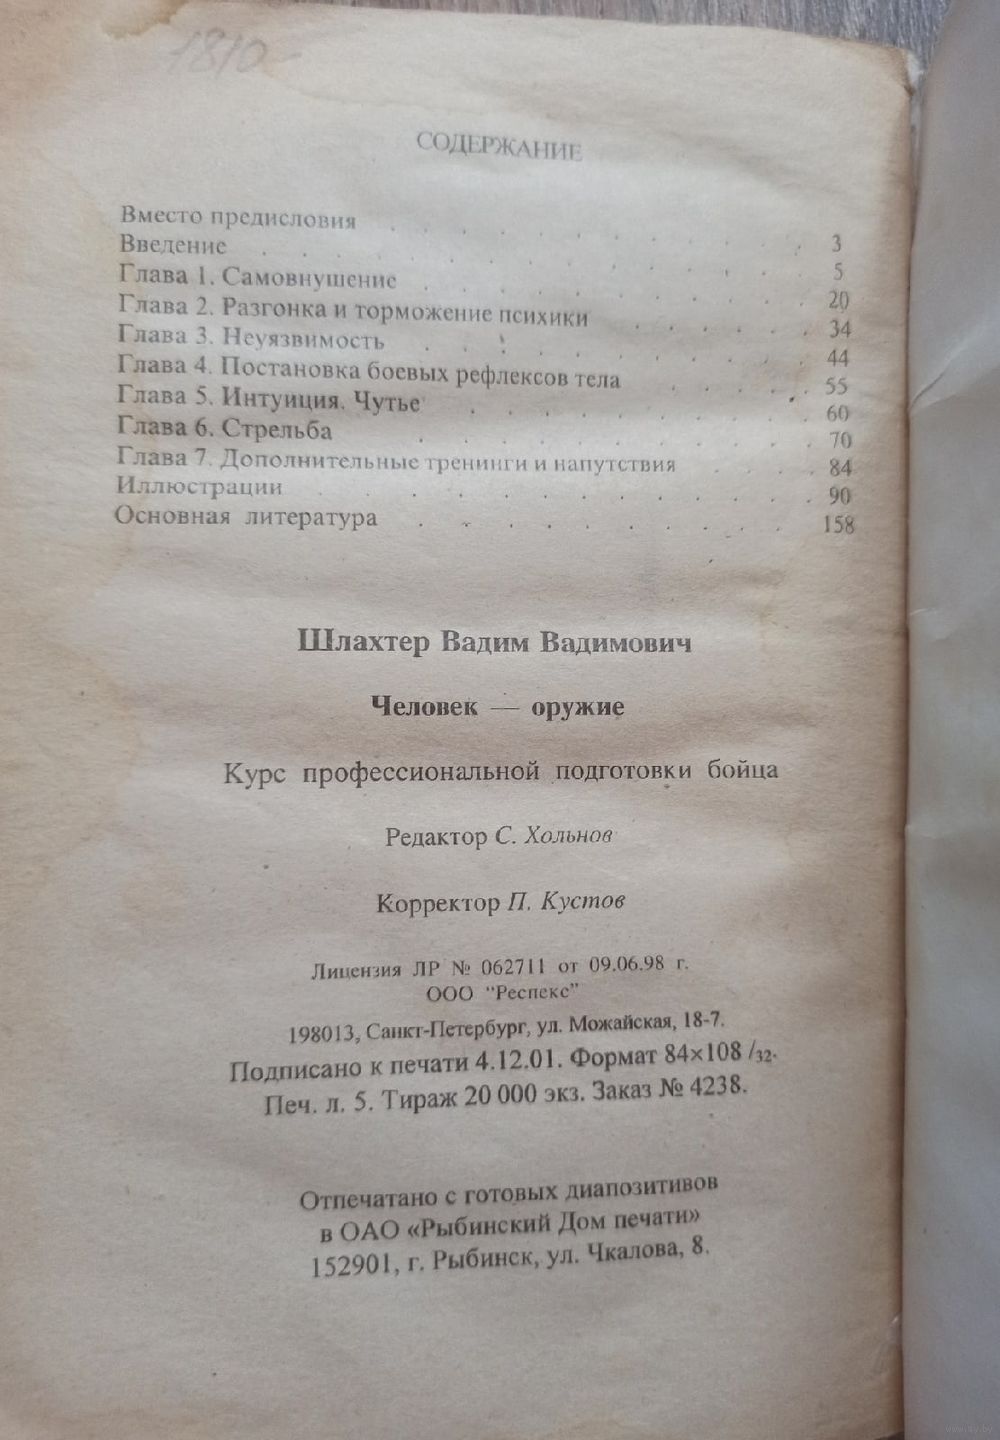 1810-
СОДЕРЖАНИЕ
Вместо предисловия . . . . . . . . . . . 3
Введение . . . . . . . . . . . . . 5
Глава 1. Самовнушение . . . . . . . . . . 20
Глава 2. Разгонка и торможение психики . . . . . 34
Глава 3. Неуязвимость . . . . . . . . . . 44
Глава 4. Постановка боевых рефлексов тела . . . . 55
Глава 5. Интуиция. Чутье . . . . . . . . . 60
Глава 6. Стрельба . . . . . . . . . . 70
Глава 7. Дополнительные тренинги и напутствия . . . . 84
Иллюстрации . . . . . . . . . . . . 90
Основная литература . . . . . . . . . 158
Шлахтер Вадим Вадимович
Человек — оружие
Курс профессиональной подготовки бойца
Редактор С. Хольнов
Корректор П. Кустов
Лицензия ЛР № 062711 от 09.06.98 г.
ООО "Респекс"
198013, Санкт-Петербург, ул. Можайская, 18-7.
Подписано к печати 4.12.01. Формат 84×108 /32.
Печ. л. 5. Тираж 20 000 экз. Заказ № 4238.
Отпечатано с готовых диапозитивов
в ОАО «Рыбинский Дом печати»
152901, г. Рыбинск, ул. Чкалова, 8.